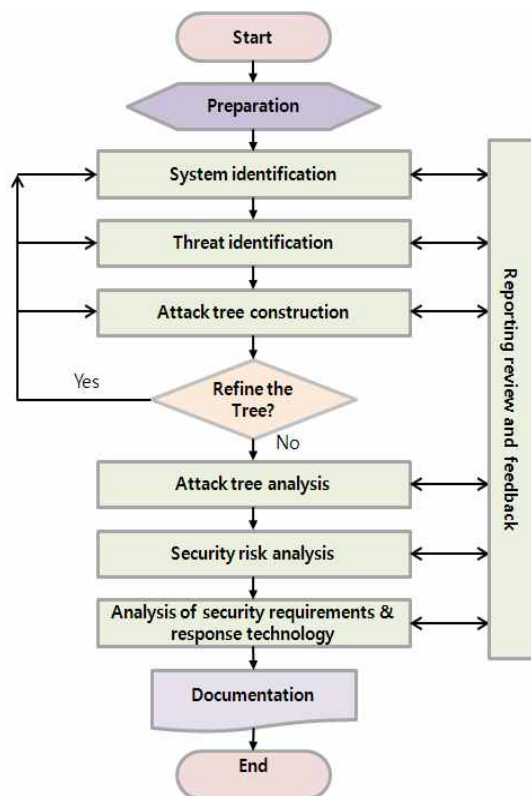 Start
Preparation
System identification
Threat identification
Attack tree construction
Yes
Refine the
Tree?
No
Attack tree analysis
Security risk analysis
Analysis of security requirements &
response technology
Documentation
End
Reporting review and feedback